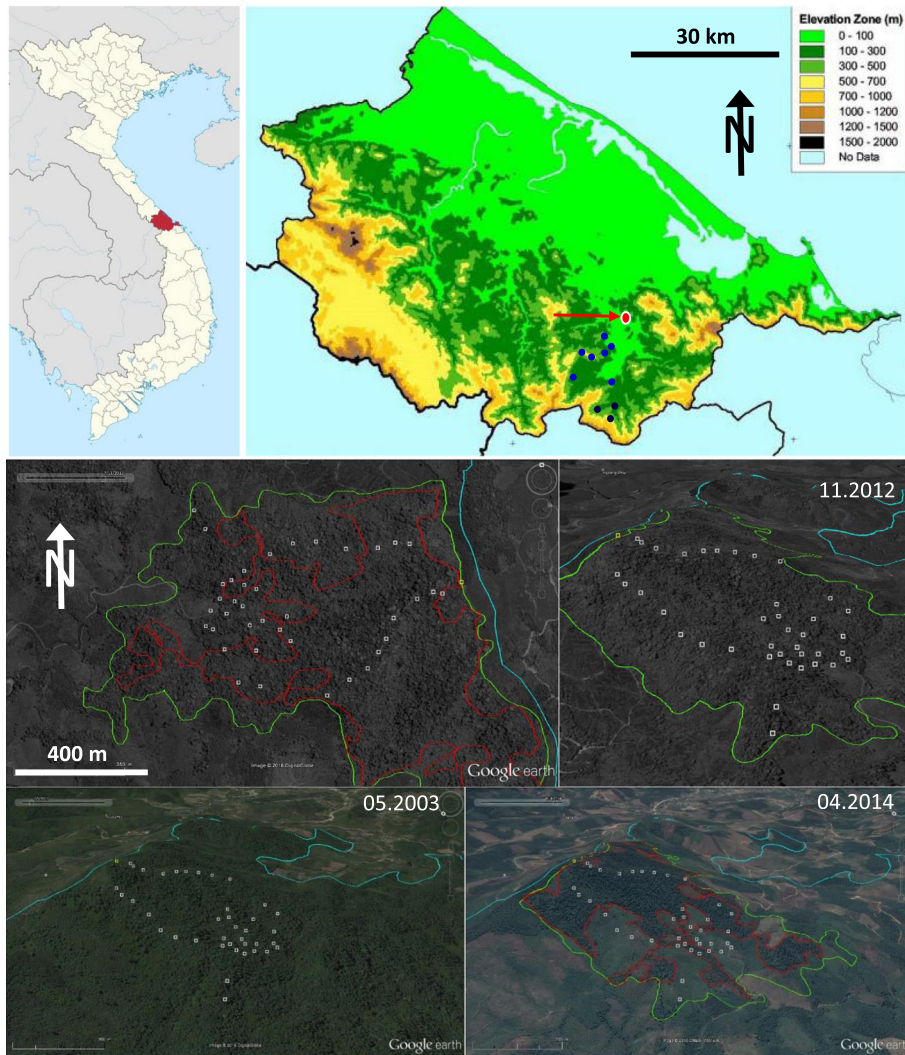 30 km
N
Elevation Zone (m)
0 - 100
100 - 300
300 - 500
500 - 700
700 - 1000
1000 - 1200
1200 - 1500
1500 - 2000
No Data
N
400 m
Google earth
11.2012
05.2003
Google earth
04.2014
Google earth